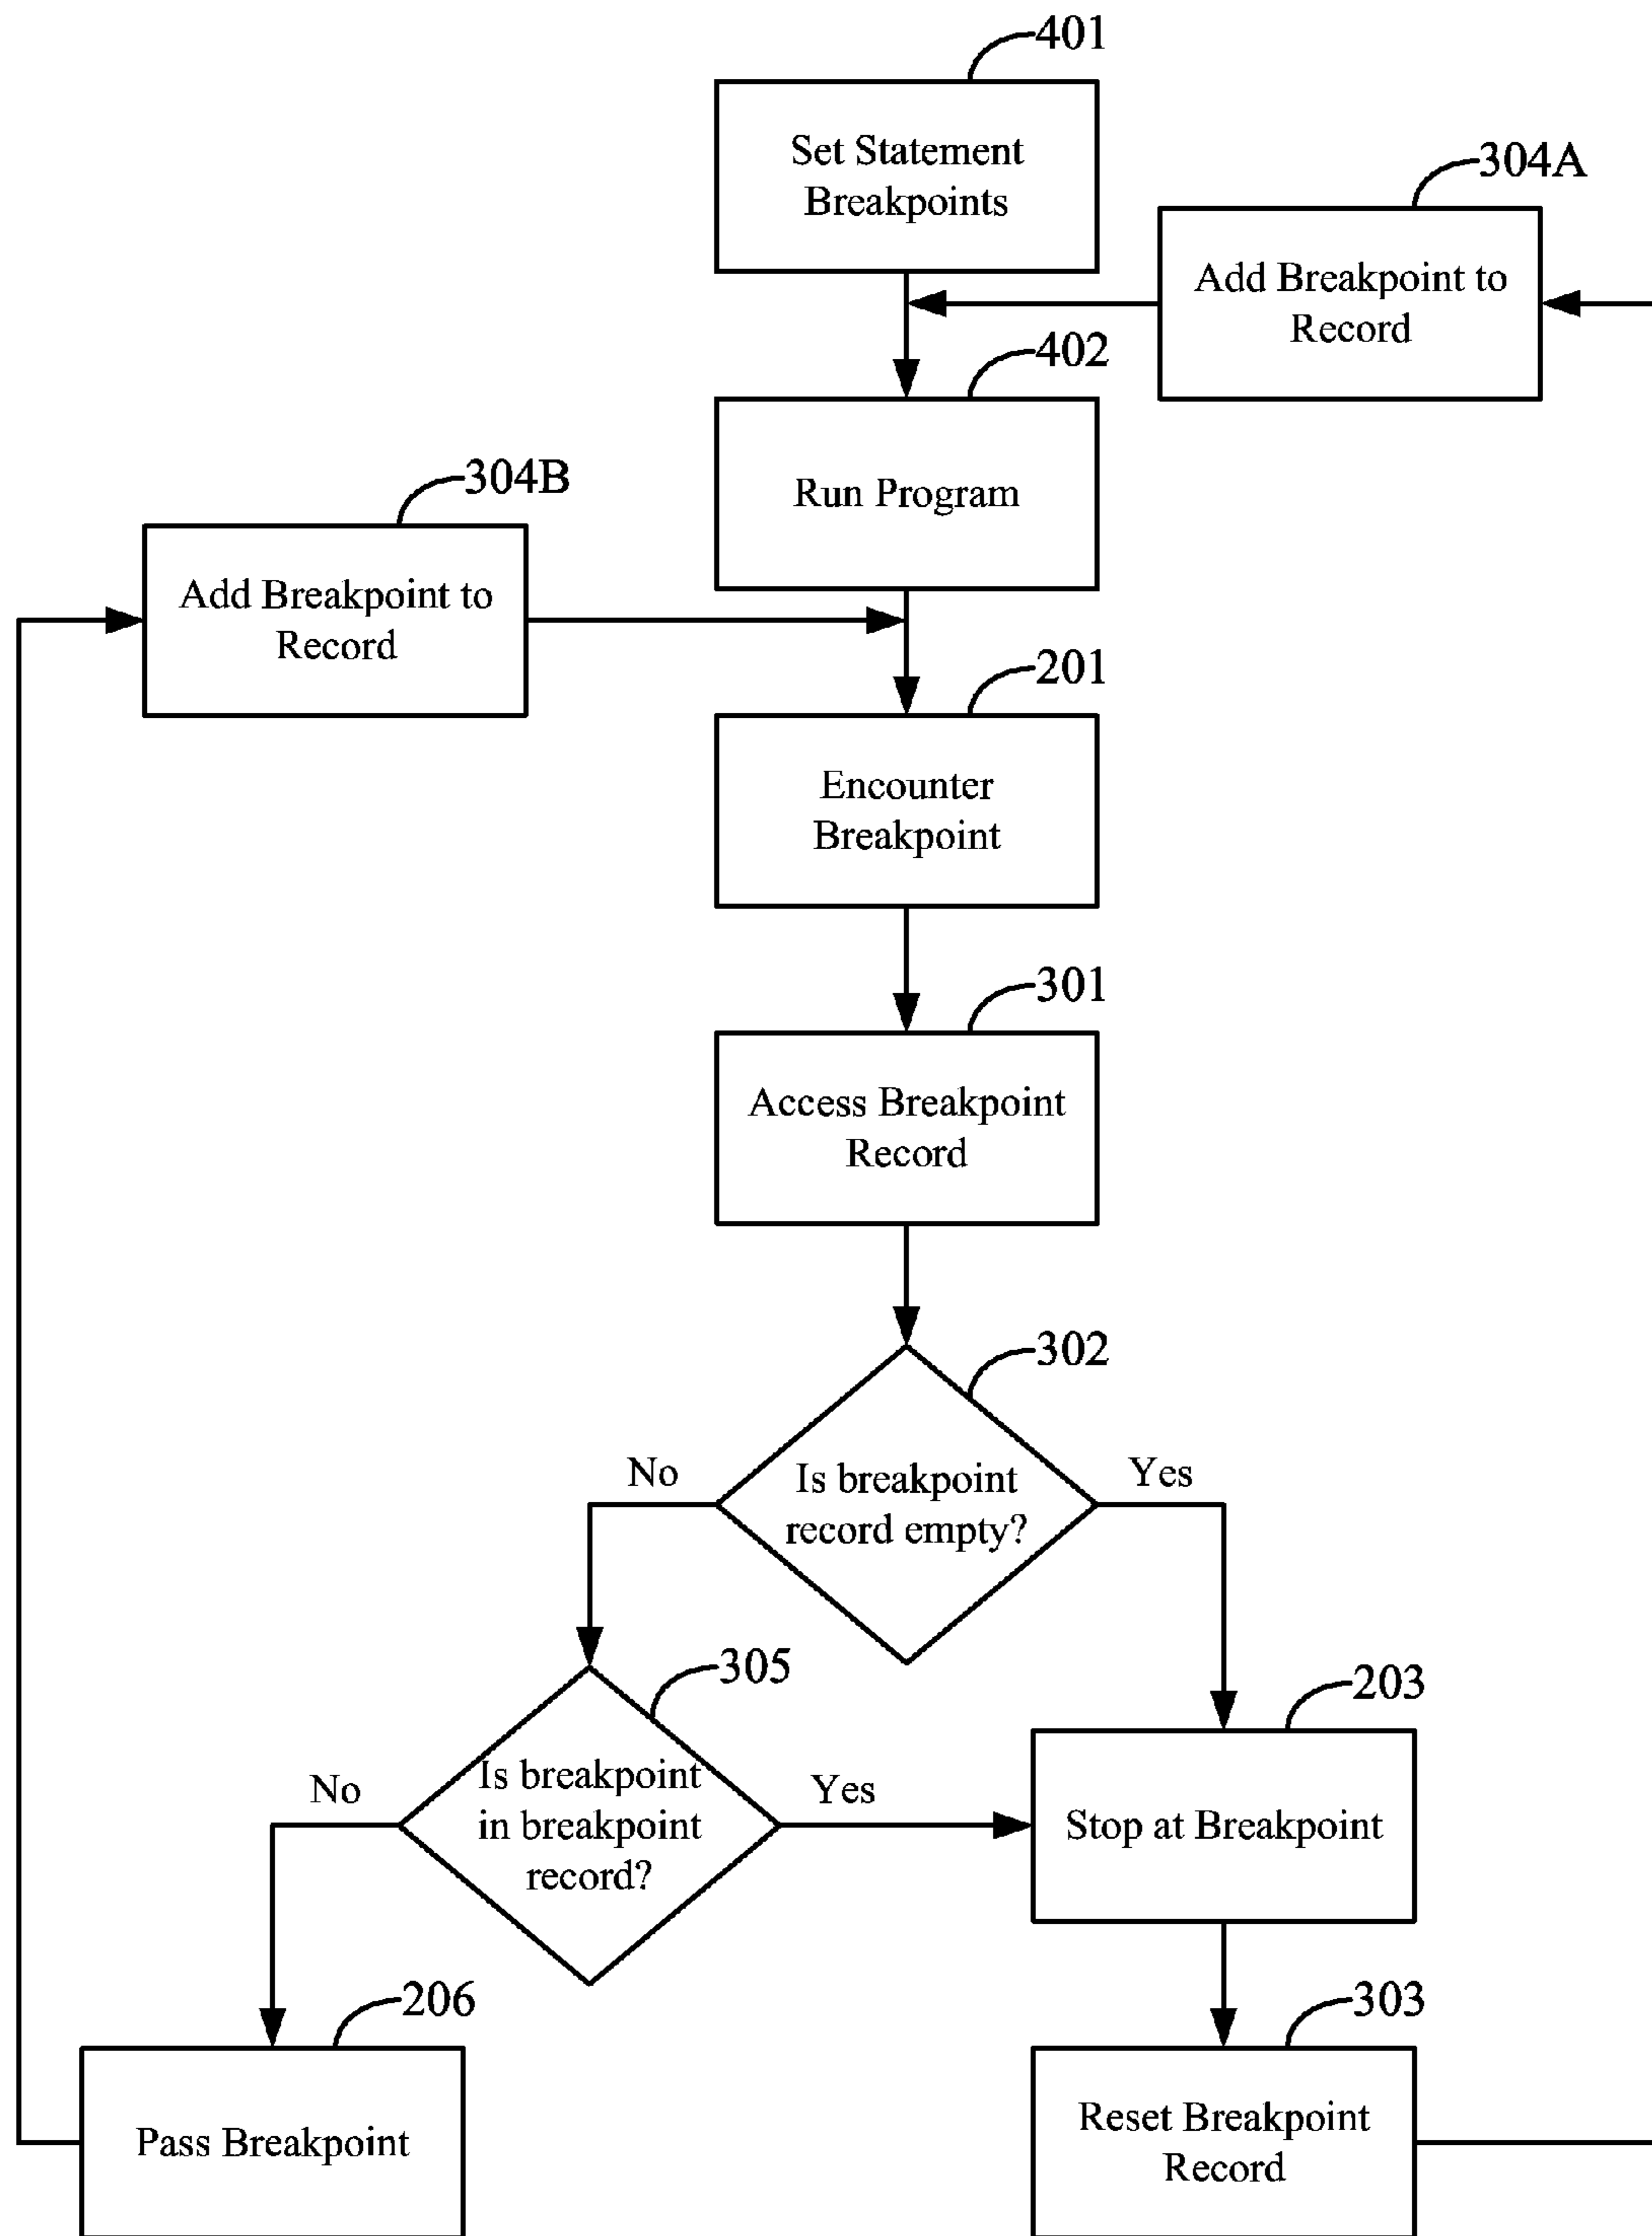 401
Set Statement
Breakpoints
304A
Add Breakpoint to
Record
402
Run Program
304B
Add Breakpoint to
Record
201
Encounter
Breakpoint
301
Access Breakpoint
Record
302
Is breakpoint
record empty?
No
Yes
305
Is breakpoint
in breakpoint
record?
No
Yes
203
Stop at Breakpoint
206
Pass Breakpoint
303
Reset Breakpoint
Record